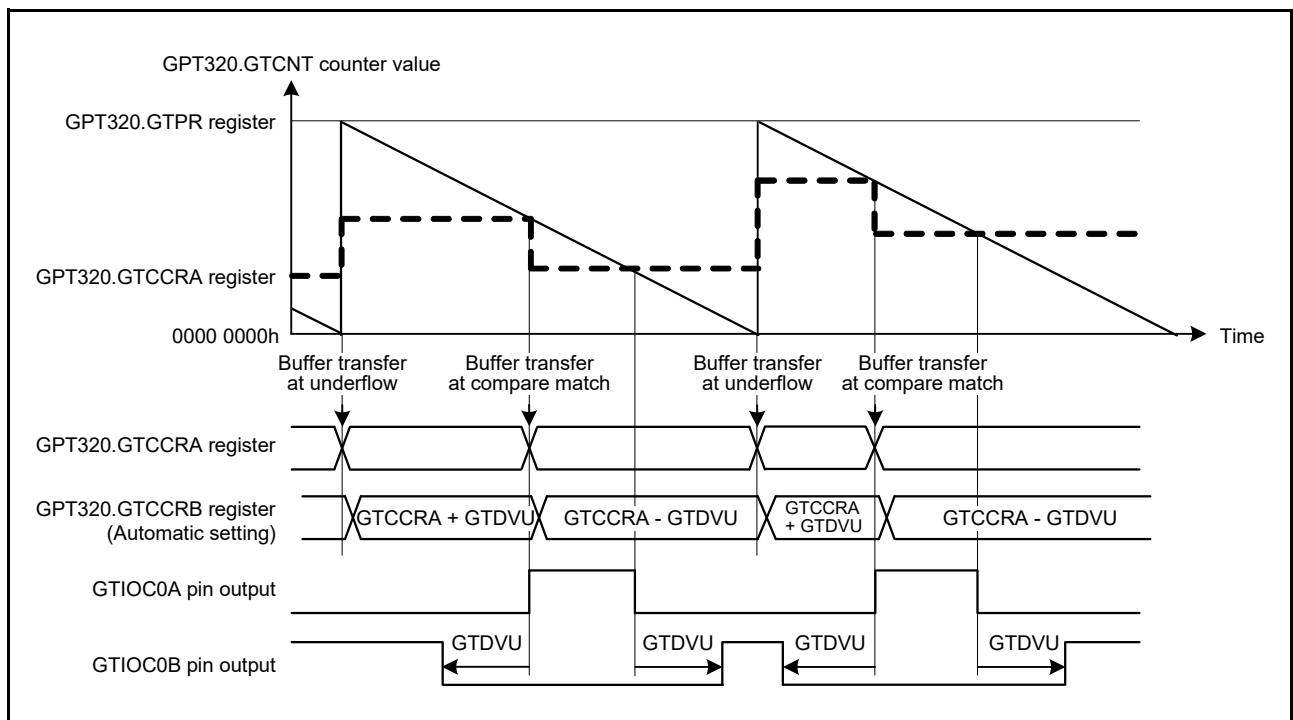 GPT320.GTCNT counter value
GPT320.GTPR register
GPT320.GTCCRA register
0000 0000h
Time
Buffer transfer
at underflow
Buffer transfer
at compare match
Buffer transfer
at underflow
Buffer transfer
at compare match
GPT320.GTCCRA register
GPT320.GTCCRB register
(Automatic setting)
GTCCRA + GTDVU
GTCCRA - GTDVU
GTCCRA
+ GTDVU
GTCCRA - GTDVU
GTIOC0A pin output
GTIOC0B pin output
GTDVU
GTDVU
GTDVU
GTDVU